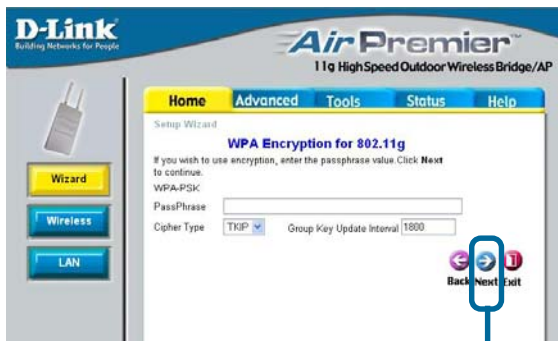 D-Link
Building Networks for People
Air Premier™
11g High Speed Outdoor Wireless Bridge/AP
Home Advanced Tools Status Help
Setup Wizard
WPA Encryption for 802.11g
If you wish to use encryption, enter the passphrase value.Click Next
to continue.
WPA-PSK
PassPhrase
Cipher Type TKIP Group Key Update Interval 1800
Back Next Exit
Wizard
Wireless
LAN